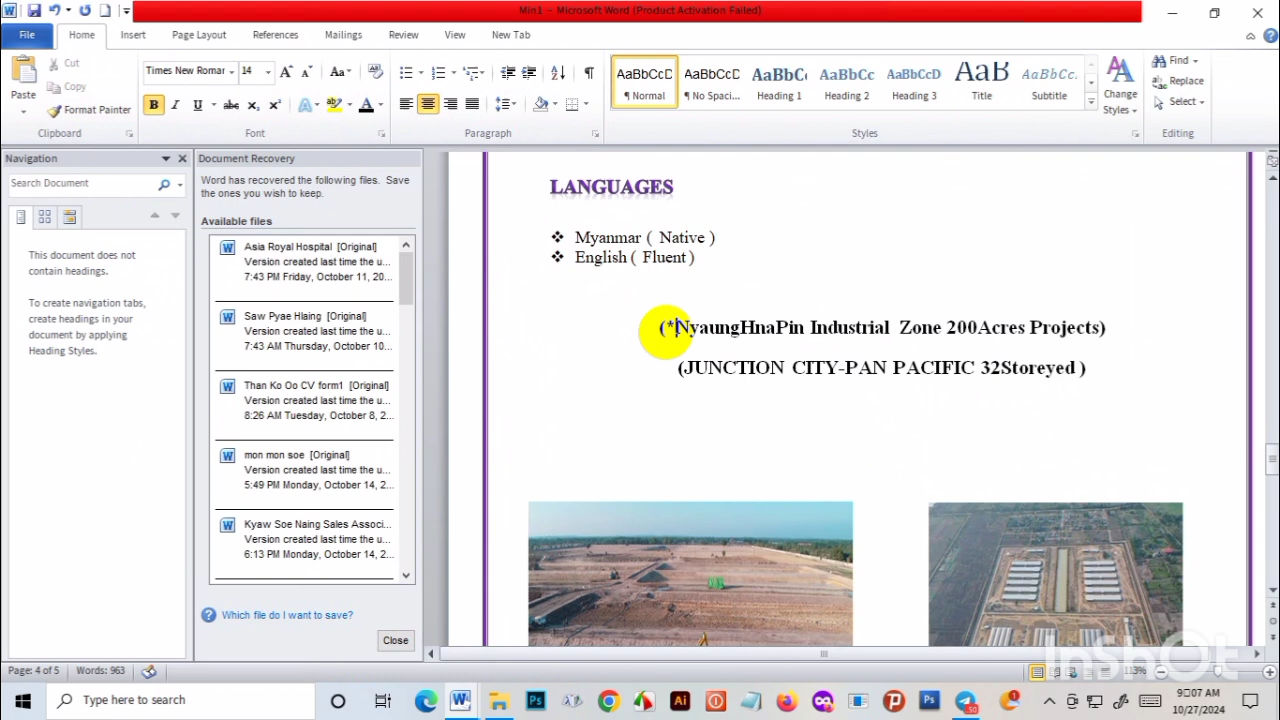 Min1 - Microsoft Word (Product Activation Failed)
File Home Insert Page Layout References Mailings Review View New Tab
Paste Cut Copy Format Painter
Clipboard
Times New Romar 14
Font
Paragraph
AaBbCcD ¶ Normal
AaBbCcD ¶ No Spaci...
AaBbC Heading 1
AaBbCc Heading 2
AaBbCcD Heading 3
AaB Title
AaBbCc. Subtitle
Change Styles
Styles
Find
Replace
Select
Editing
Navigation
Search Document
This document does not contain headings.
To create navigation tabs, create headings in your document by applying Heading Styles.
Document Recovery
Word has recovered the following files. Save the ones you wish to keep.
Available files
Asia Royal Hospital [Original]
Version created last time the u...
7:43 PM Friday, October 11, 20...
Saw Pyae Hlaing [Original]
Version created last time the u...
7:43 AM Thursday, October 10...
Than Ko Oo CV form1 [Original]
Version created last time the u...
8:26 AM Tuesday, October 8, 2...
mon mon soe [Original]
Version created last time the u...
5:49 PM Monday, October 14, 2...
Kyaw Soe Naing Sales Associ...
Version created last time the u...
6:13 PM Monday, October 14, 2...
Which file do I want to save?
Close
LANGUAGES
❖ Myanmar ( Native )
❖ English ( Fluent )
(*NyaungHnaPin Industrial Zone 200Acres Projects)
(JUNCTION CITY-PAN PACIFIC 32Storeyed )
InShOt
Page: 4 of 5 Words: 963
113%
Type here to search
9:07 AM
10/27/2024